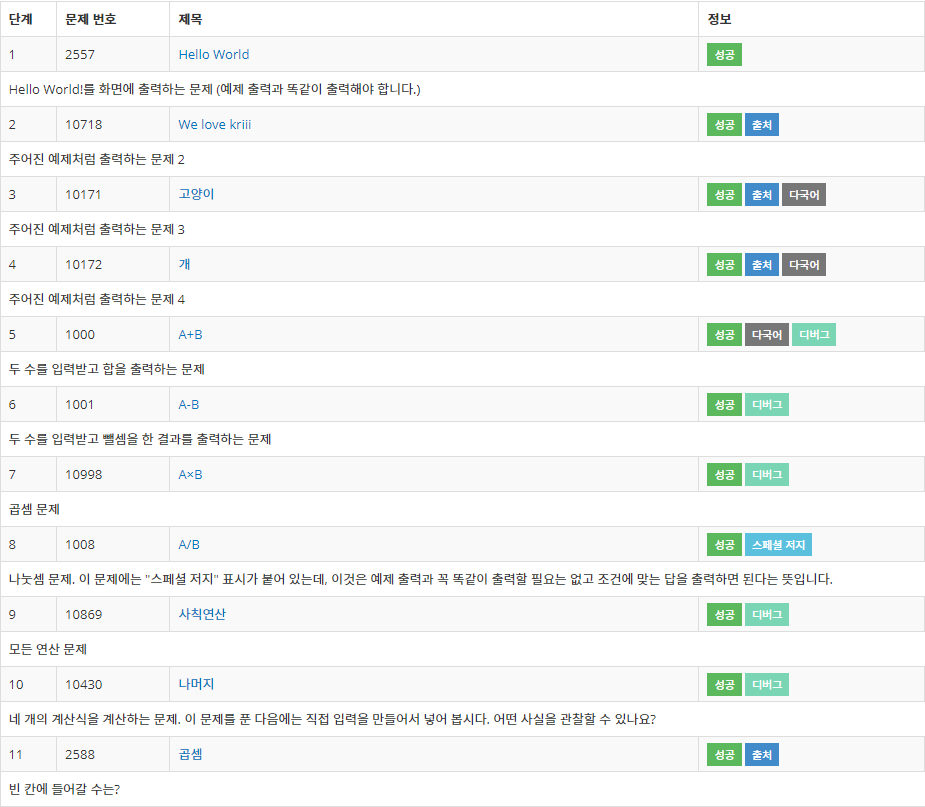 단계 문제 번호 제목 정보
1 2557 Hello World 성공
Hello World!를 화면에 출력하는 문제 (예제 출력과 똑같이 출력해야 합니다.)
2 10718 We love kriii 성공 출처
주어진 예제처럼 출력하는 문제 2
3 10171 고양이 성공 출처 다국어
주어진 예제처럼 출력하는 문제 3
4 10172 개 성공 출처 다국어
주어진 예제처럼 출력하는 문제 4
5 1000 A+B 성공 다국어 디버그
두 수를 입력받고 합을 출력하는 문제
6 1001 A-B 성공 디버그
두 수를 입력받고 뺄셈을 한 결과를 출력하는 문제
7 10998 A×B 성공 디버그
곱셈 문제
8 1008 A/B 성공 스페셜 저지
나눗셈 문제. 이 문제에는 "스페셜 저지" 표시가 붙어 있는데, 이것은 예제 출력과 꼭 똑같이 출력할 필요는 없고 조건에 맞는 답을 출력하면 된다는 뜻입니다.
9 10869 사칙연산 성공 디버그
모든 연산 문제
10 10430 나머지 성공 디버그
네 개의 계산식을 계산하는 문제. 이 문제를 푼 다음에는 직접 입력을 만들어서 넣어 봅시다. 어떤 사실을 관찰할 수 있나요?
11 2588 곱셈 성공 출처
빈 칸에 들어갈 수는?